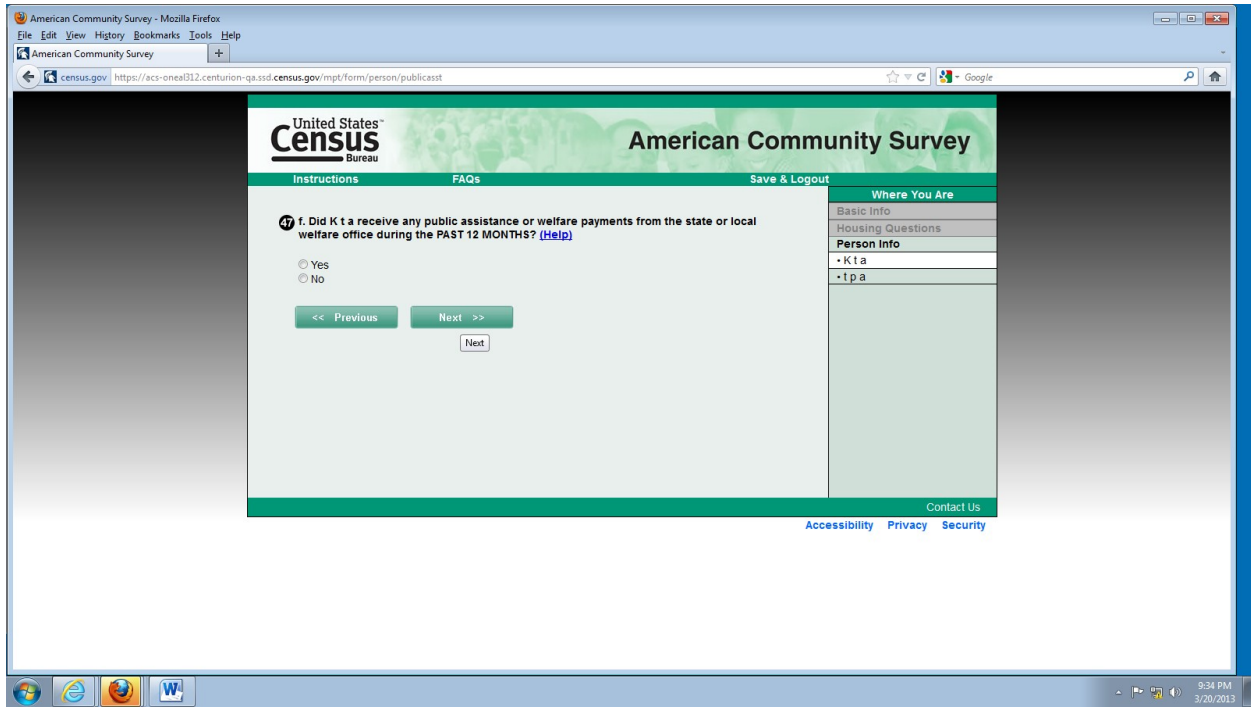 American Community Survey - Mozilla Firefox
File Edit View History Bookmarks Tools Help
American Community Survey +
census.gov https://acs-oneal312.centurion-qa.ssd.census.gov/mpt/form/person/publicasst Google
United States™
Census
Bureau
American Community Survey
Instructions FAQs Save & Logout
Where You Are
Basic Info
Housing Questions
Person Info
• K t a
• t p a
47 f. Did K t a receive any public assistance or welfare payments from the state or local
welfare office during the PAST 12 MONTHS? (Help)
Yes
No
<< Previous Next >>
Next
Contact Us
Accessibility Privacy Security
9:34 PM
3/20/2013